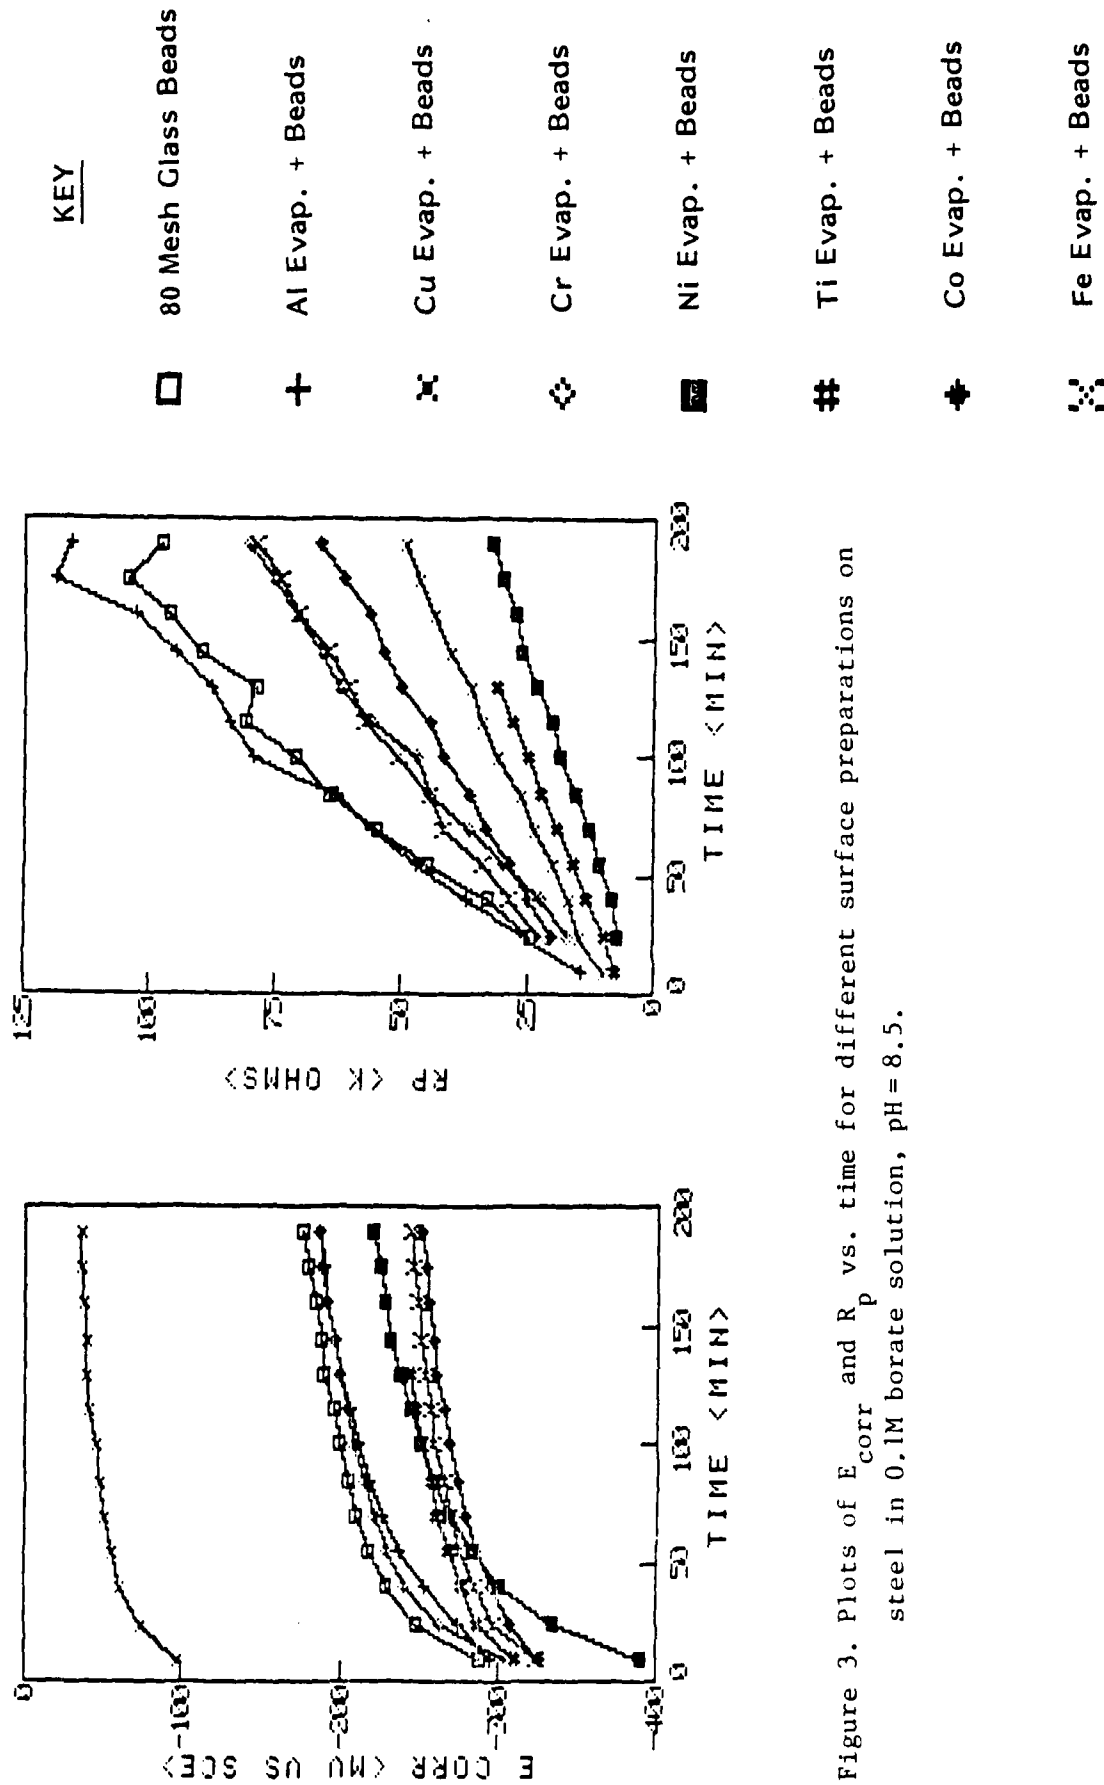 E CORR <MV VS SCE>
0
-100
-200
-300
-400
0
50
100
150
200
TIME <MIN>
RP <K OHMS>
125
100
75
50
25
0
0
50
100
150
200
TIME <MIN>
KEY
80 Mesh Glass Beads
Al Evap. + Beads
Cu Evap. + Beads
Cr Evap. + Beads
Ni Evap. + Beads
Ti Evap. + Beads
Co Evap. + Beads
Fe Evap. + Beads
Figure 3. Plots of E corr and R p vs. time for different surface preparations on
steel in 0.1M borate solution, pH = 8.5.